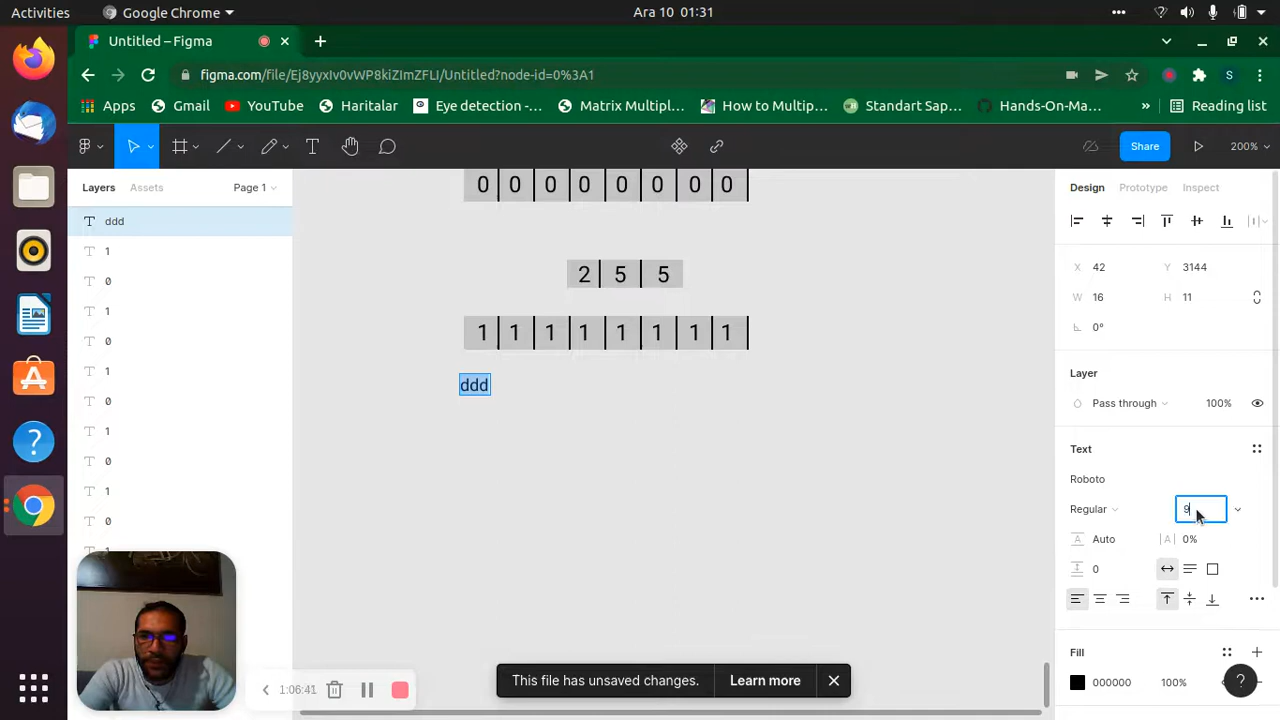 Activities
Google Chrome
Ara 10 01:31
Untitled – Figma
figma.com/file/Ej8yyxIv0vWP8kiZImZFLI/Untitled?node-id=0%3A1
S
Apps
Gmail
YouTube
Haritalar
Eye detection -...
Matrix Multipl...
How to Multip...
Standart Sap...
Hands-On-Ma...
»
Reading list
Share
200%
Layers
Assets
Page 1
Design
Prototype
Inspect
ddd
1
0
1
0
1
0
1
0
1
0
0 0 0 0 0 0 0 0
2 5 5
1 1 1 1 1 1 1 1
ddd
X 42
Y 3144
W 16
H 11
0°
Layer
Pass through
100%
Text
Roboto
Regular
9
Auto
0%
0
Fill
000000
100%
1:06:41
This file has unsaved changes.
Learn more
?